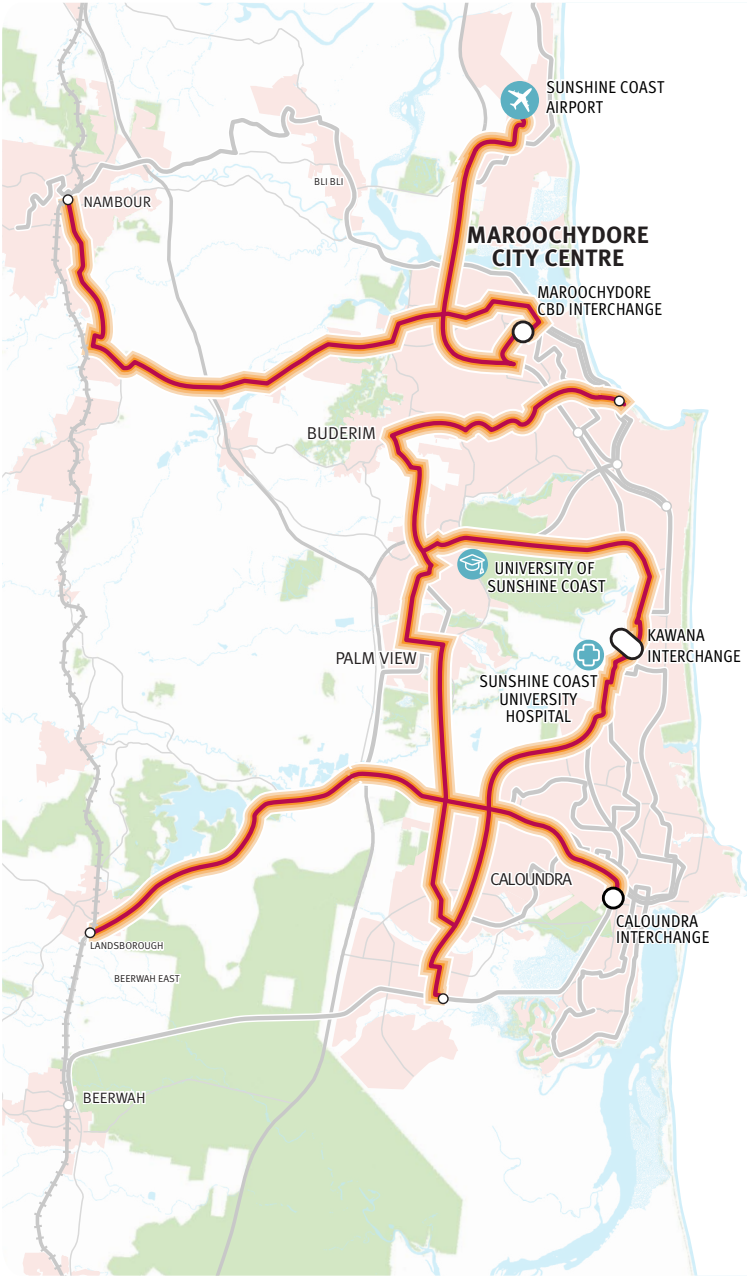 SUNSHINE COAST
AIRPORT
BLI BLI
NAMBOUR
MAROOCHYDORE
CITY CENTRE
MAROOCHYDORE
CBD INTERCHANGE
BUDERIM
UNIVERSITY OF
SUNSHINE COAST
KAWANA
INTERCHANGE
PALM VIEW
SUNSHINE COAST
UNIVERSITY
HOSPITAL
CALOUNDRA
CALOUNDRA
INTERCHANGE
LANDSBOROUGH
BEERWAH EAST
BEERWAH